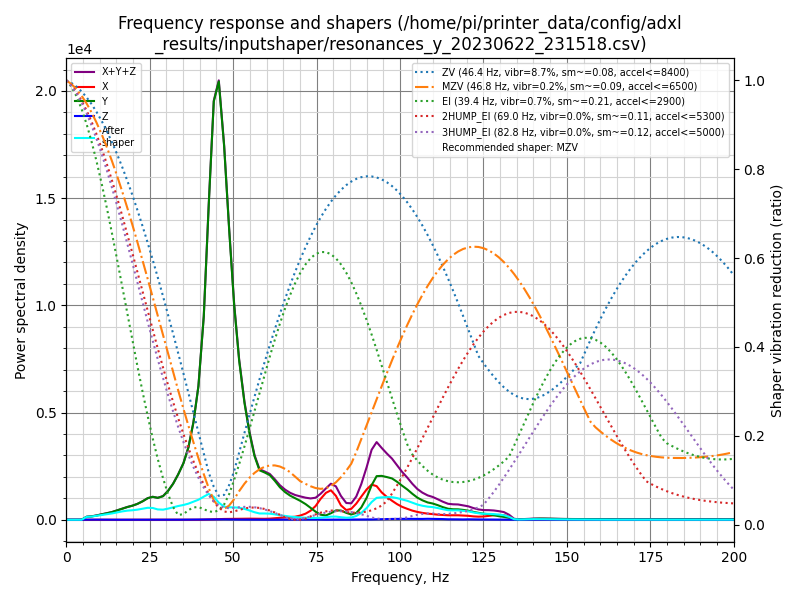 Frequency response and shapers (/home/pi/printer_data/config/adxl
_results/inputshaper/resonances_y_20230622_231518.csv)
1e4
X+Y+Z
X
Y
Z
After
shaper
ZV (46.4 Hz, vibr=8.7%, sm~=0.08, accel<=8400)
MZV (46.8 Hz, vibr=0.2%, sm~=0.09, accel<=6500)
EI (39.4 Hz, vibr=0.7%, sm~=0.21, accel<=2900)
2HUMP_EI (69.0 Hz, vibr=0.0%, sm~=0.11, accel<=5300)
3HUMP_EI (82.8 Hz, vibr=0.0%, sm~=0.12, accel<=5000)
Recommended shaper: MZV
Power spectral density
2.0
1.5
1.0
0.5
0.0
1.0
0.8
0.6
0.4
0.2
0.0
Shaper vibration reduction (ratio)
0 25 50 75 100 125 150 175 200
Frequency, Hz